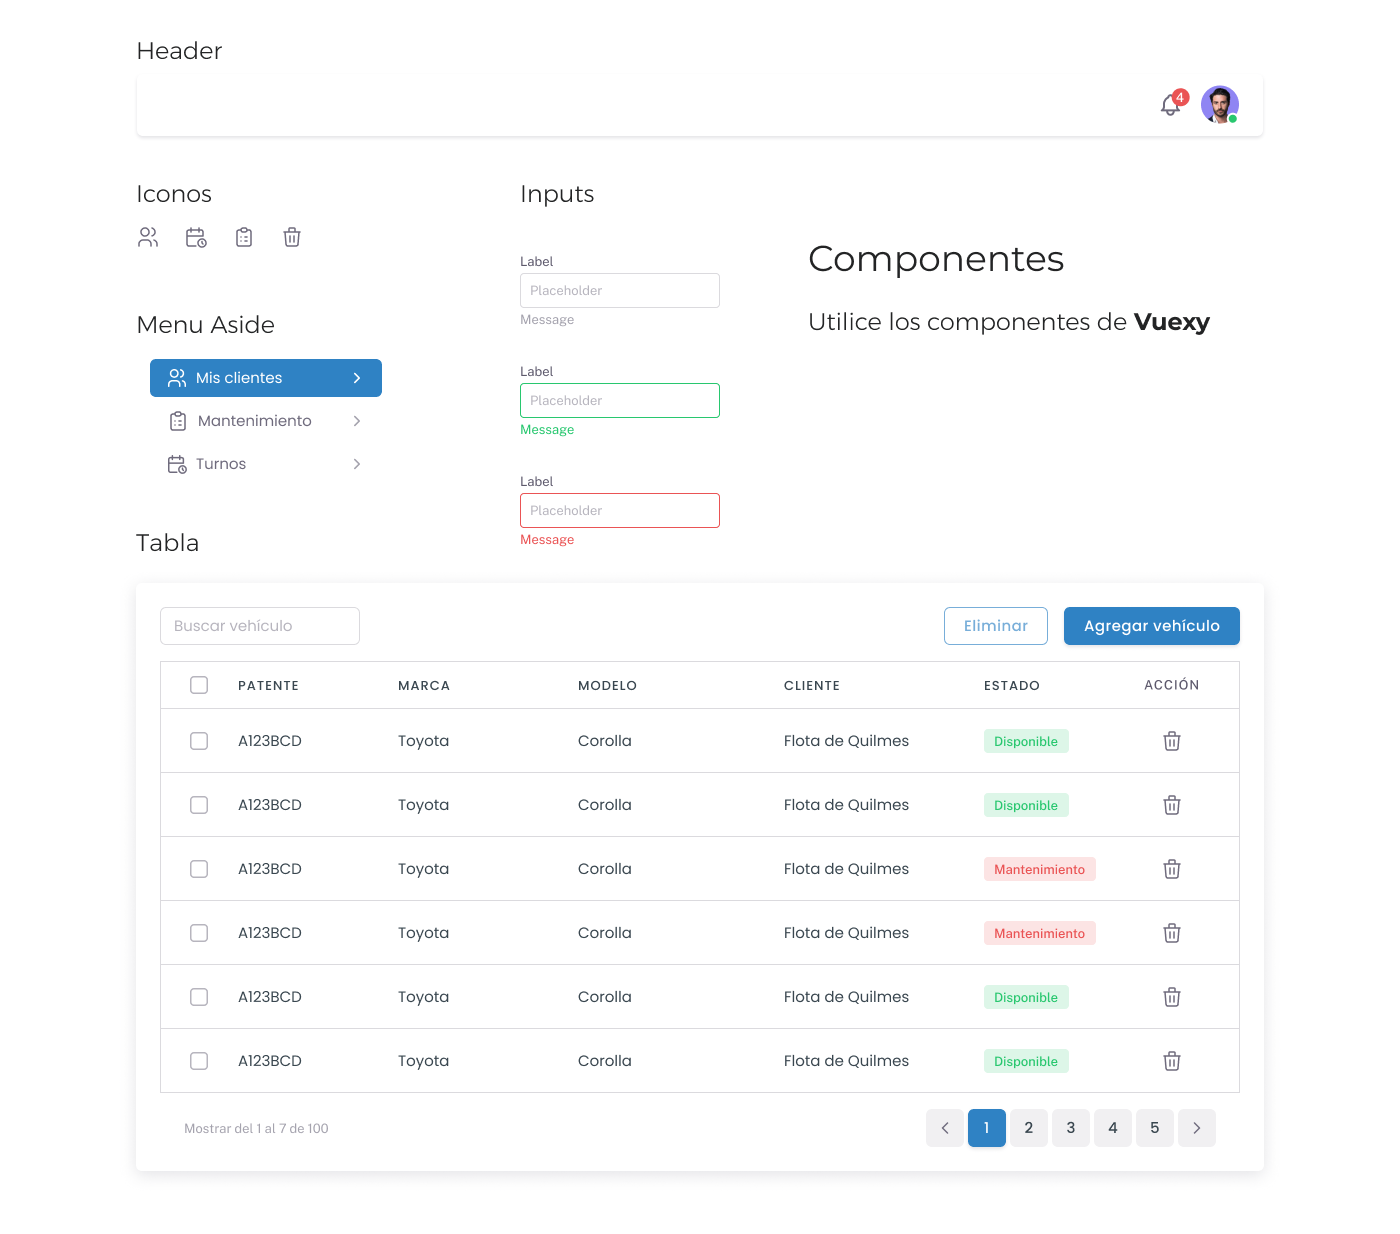 Header
4
Iconos
Inputs
Componentes
Utilice los componentes de Vuexy
Label
Placeholder
Message
Label
Placeholder
Message
Label
Placeholder
Message
Menu Aside
Mis clientes
Mantenimiento
Turnos
Tabla
Buscar vehículo
Eliminar
Agregar vehículo
PATENTE MARCA MODELO CLIENTE ESTADO ACCIÓN
A123BCD Toyota Corolla Flota de Quilmes Disponible
A123BCD Toyota Corolla Flota de Quilmes Disponible
A123BCD Toyota Corolla Flota de Quilmes Mantenimiento
A123BCD Toyota Corolla Flota de Quilmes Mantenimiento
A123BCD Toyota Corolla Flota de Quilmes Disponible
A123BCD Toyota Corolla Flota de Quilmes Disponible
Mostrar del 1 al 7 de 100
1 2 3 4 5